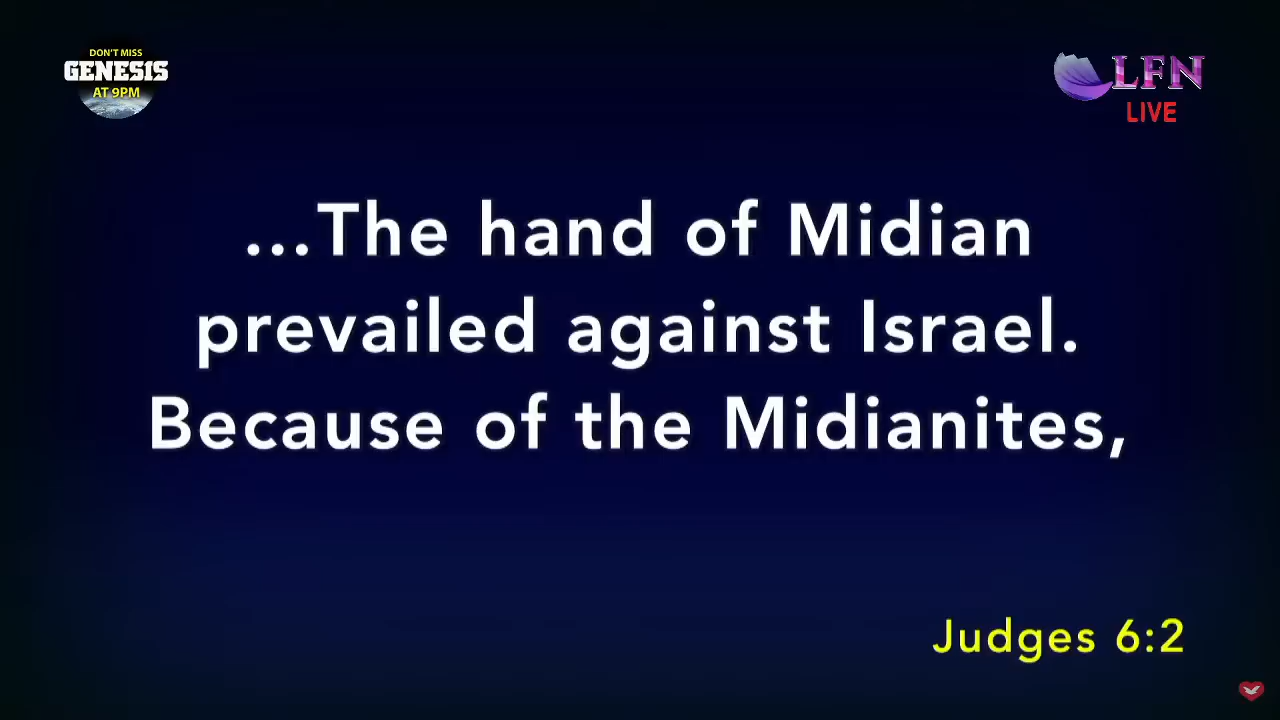 DON'T MISS
GENESIS
AT 9PM
LFN
LIVE
...The hand of Midian
prevailed against Israel.
Because of the Midianites,
Judges 6:2